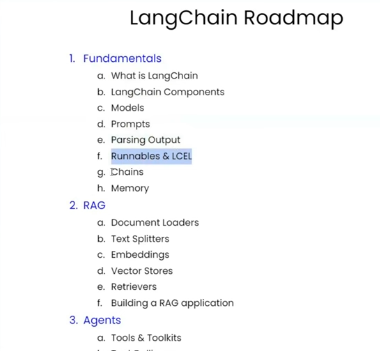 LangChain Roadmap
1. Fundamentals
a. What is LangChain
b. LangChain Components
c. Models
d. Prompts
e. Parsing Output
f. Runnables & LCEL
g. Chains
h. Memory
2. RAG
a. Document Loaders
b. Text Splitters
c. Embeddings
d. Vector Stores
e. Retrievers
f. Building a RAG application
3. Agents
a. Tools & Toolkits